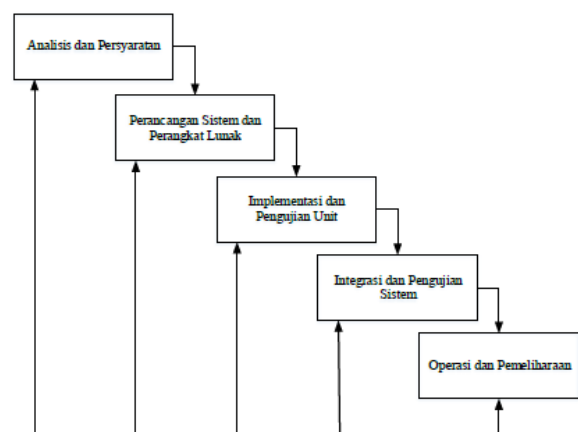 Analisis dan Persyaratan
Perancangan Sistem dan
Perangkat Lunak
Implementasi dan
Pengujian Unit
Integrasi dan Pengujian
Sistem
Operasi dan Pemeliharaan